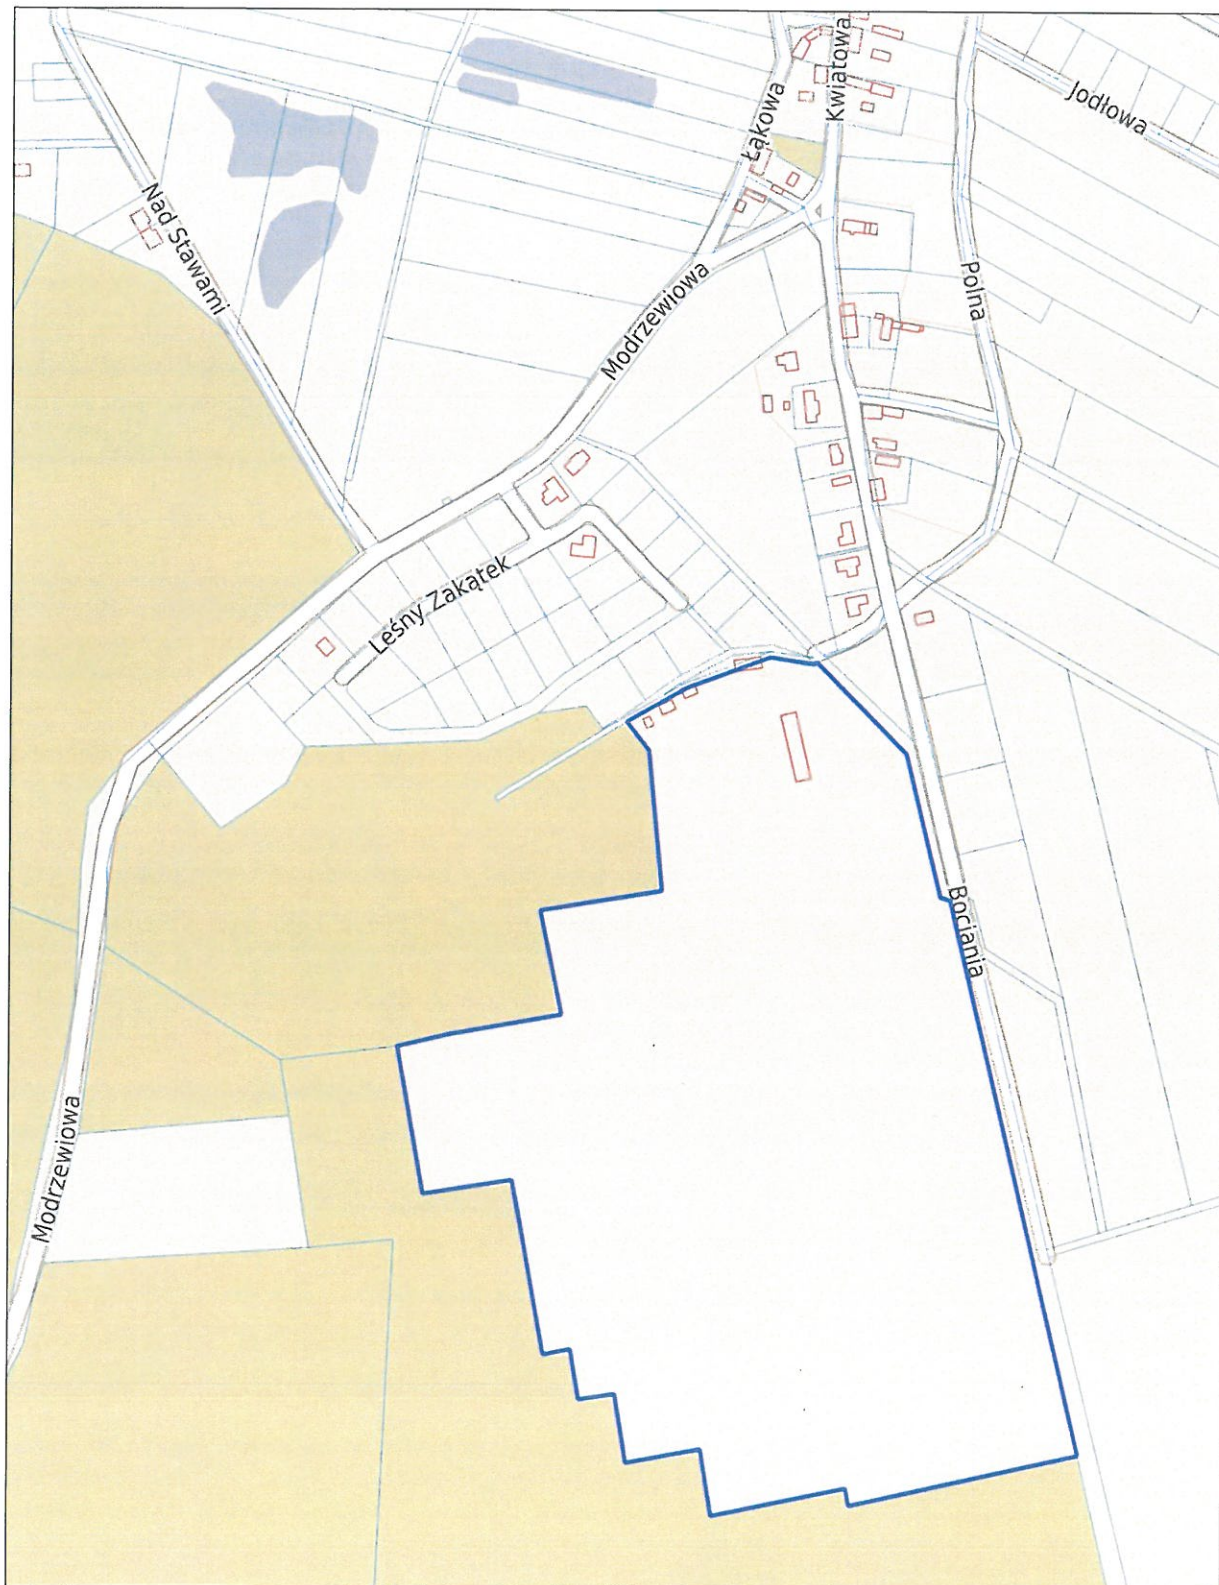 Kwiatowa
Łąkowa
Jodłowa
Nad Stawami
Polna
Modrzewiowa
Leśny Zakątek
Bociania
Modrzewiowa